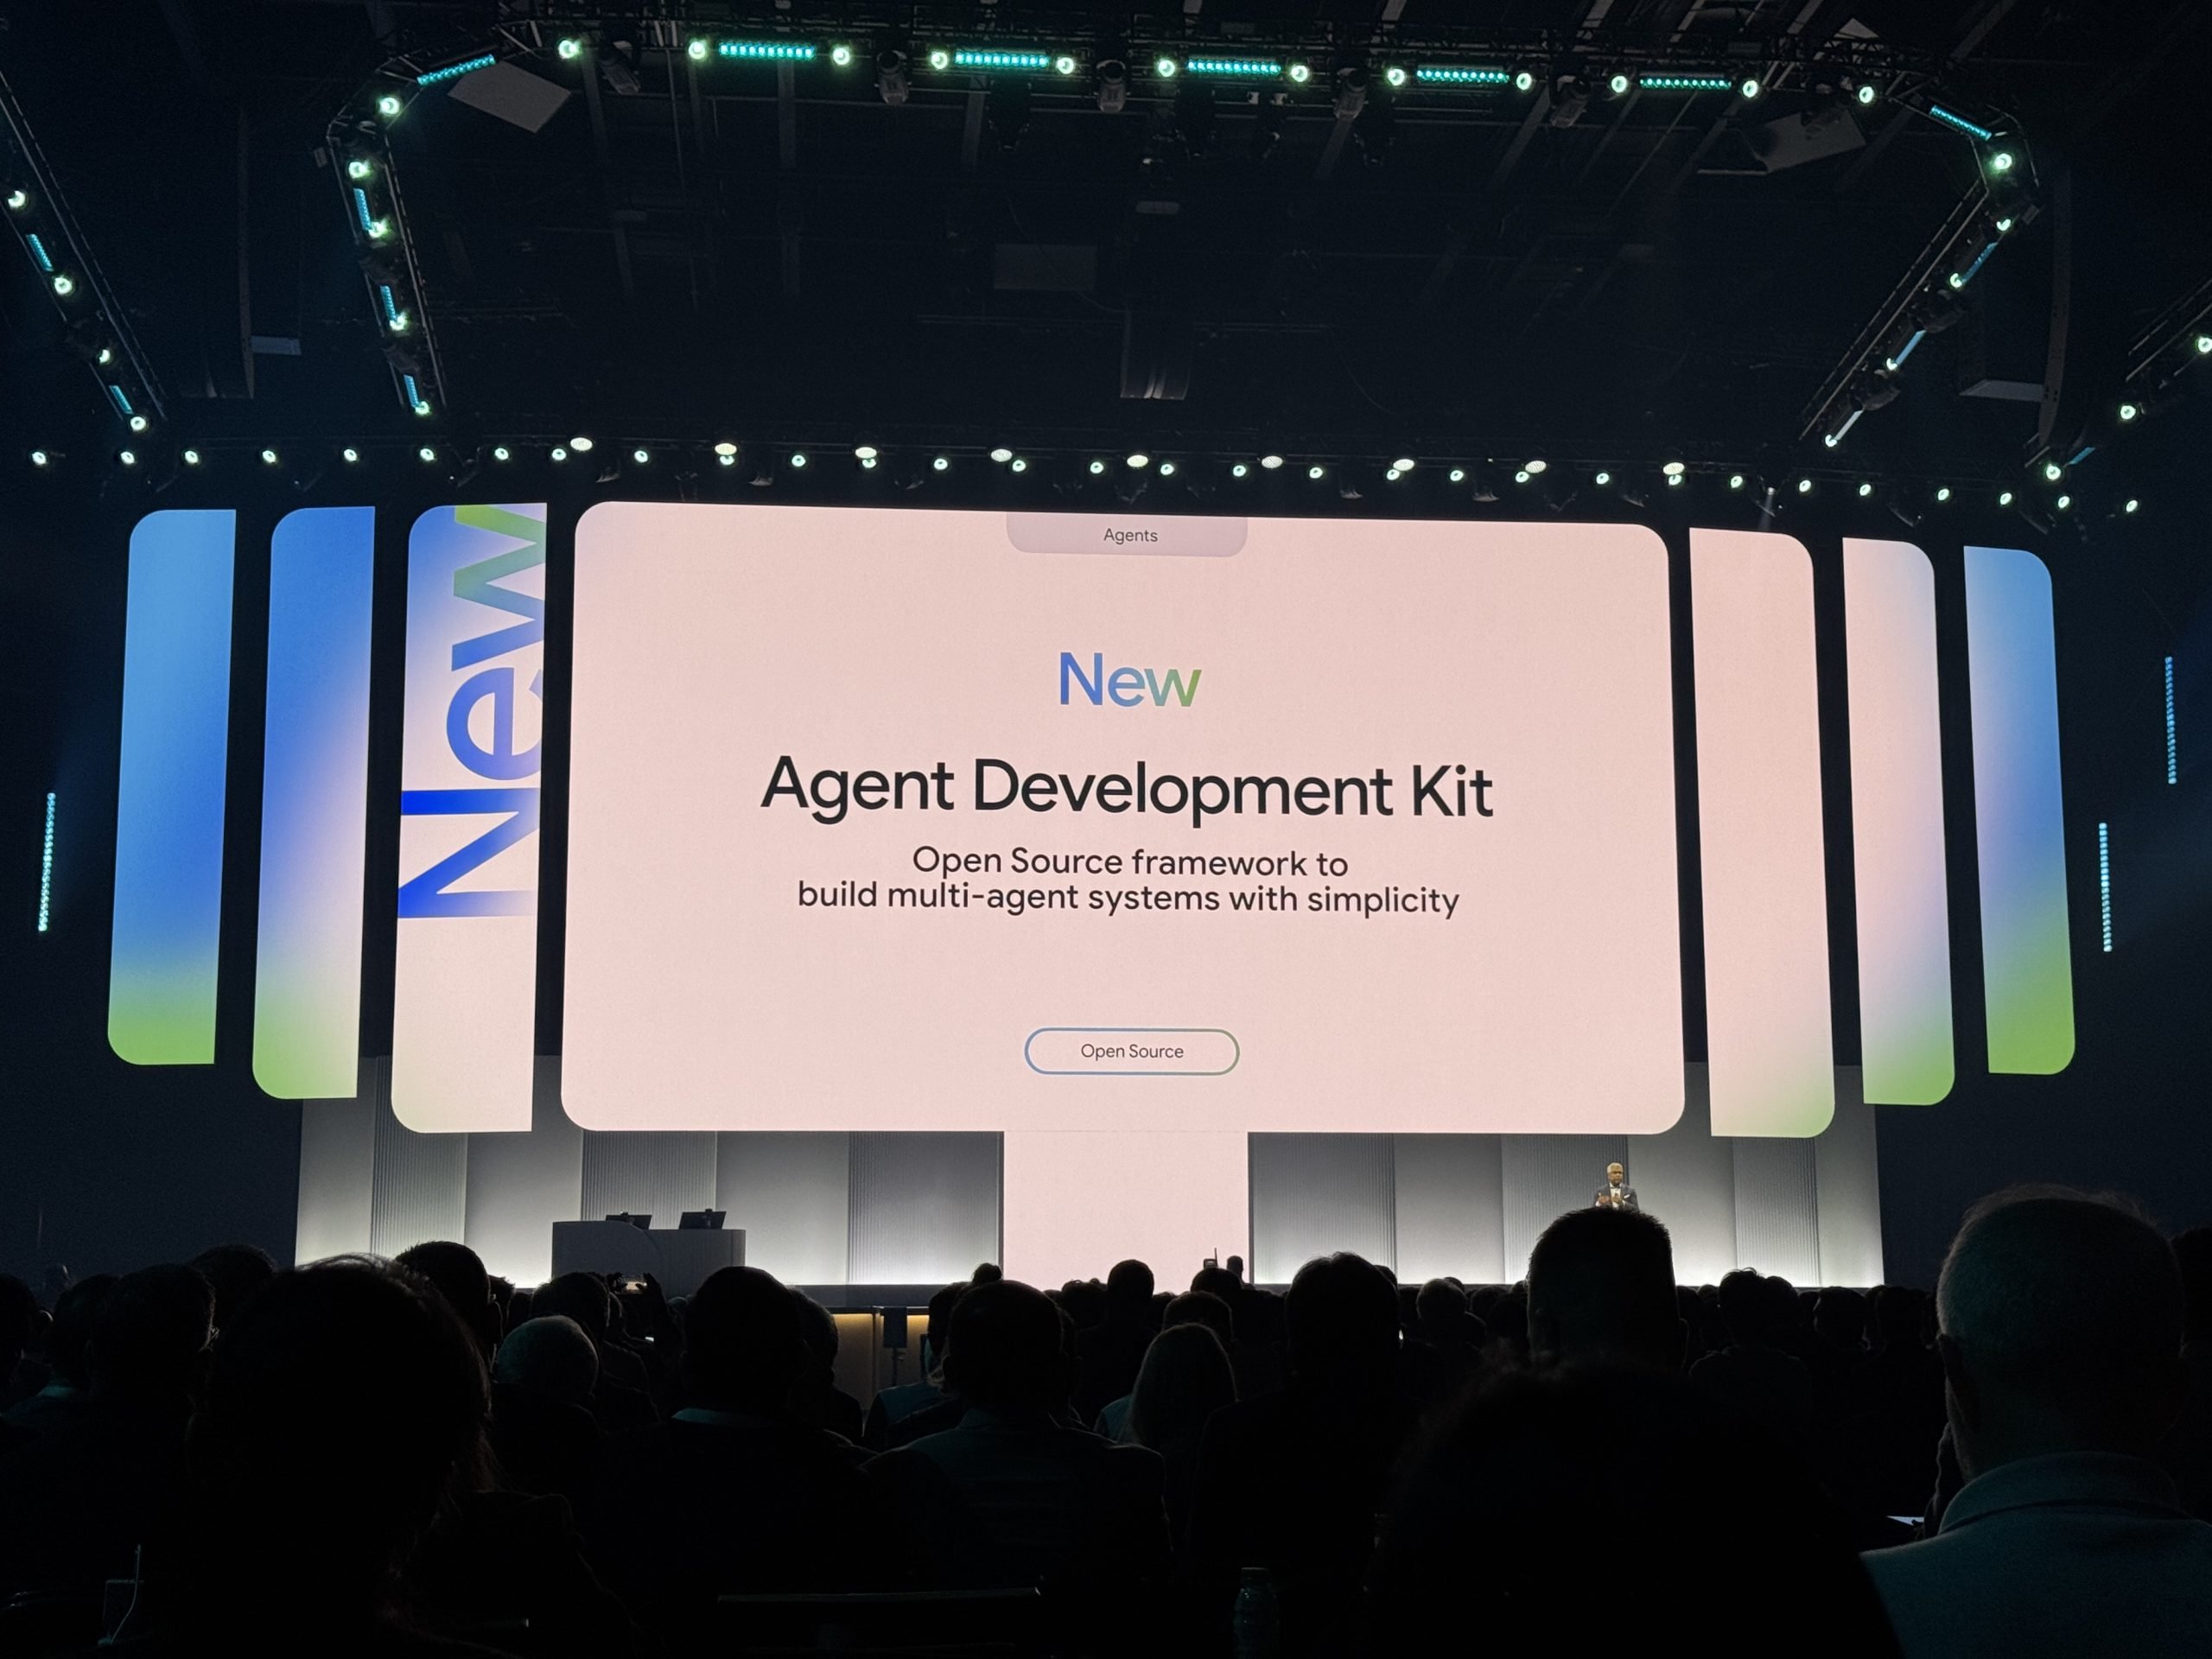 New
Agents
New
Agent Development Kit
Open Source framework to
build multi-agent systems with simplicity
Open Source